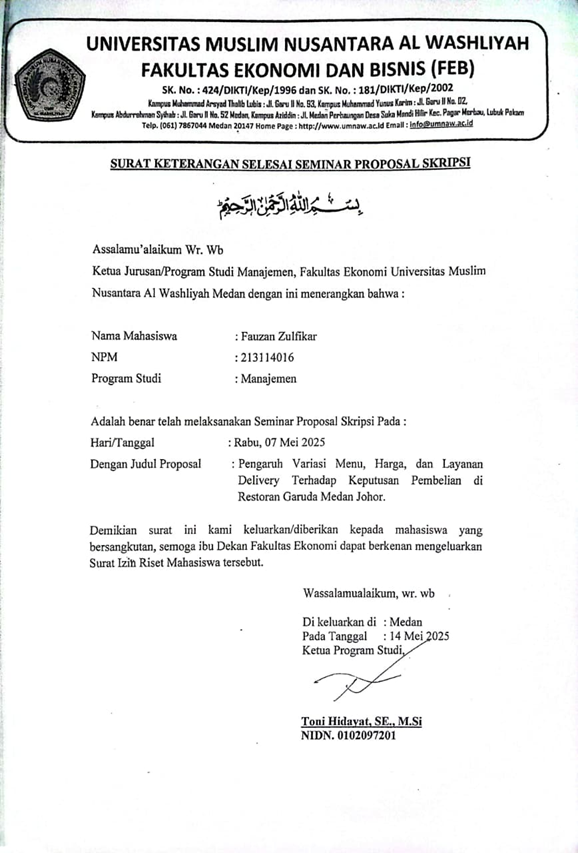 UNIVERSITAS MUSLIM NUSANTARA AL WASHLIYAH
FAKULTAS EKONOMI DAN BISNIS (FEB)
SK. No. : 424/DIKTI/Kep/1996 dan SK. No. : 181/DIKTI/Kep/2002
Kampus Muhammad Arsyad Thalib Lubis : Jl. Garu II No. 93, Kampus Muhammad Yunus Karim : Jl. Garu II No. 02,
Kampus Abdurrohman Syihab : Jl. Garu II No. 52 Medan, Kampus Aziddin : Jl. Medan Perbaungan Desa Suka Mandi Hilir Kec. Pagar Merbau, Lubuk Pakam
Telp. (061) 7867044 Medan 20147 Home Page : http://www.umnaw.ac.id Email : info@umnaw.ac.id
SURAT KETERANGAN SELESAI SEMINAR PROPOSAL SKRIPSI
بِسْمِ اللهِ الرَّحْمٰنِ الرَّحِيْمِ
Assalamu’alaikum Wr. Wb
Ketua Jurusan/Program Studi Manajemen, Fakultas Ekonomi Universitas Muslim
Nusantara Al Washliyah Medan dengan ini menerangkan bahwa :
Nama Mahasiswa : Fauzan Zulfikar
NPM : 213114016
Program Studi : Manajemen
Adalah benar telah melaksanakan Seminar Proposal Skripsi Pada :
Hari/Tanggal : Rabu, 07 Mei 2025
Dengan Judul Proposal : Pengaruh Variasi Menu, Harga, dan Layanan
Delivery Terhadap Keputusan Pembelian di
Restoran Garuda Medan Johor.
Demikian surat ini kami keluarkan/diberikan kepada mahasiswa yang
bersangkutan, semoga ibu Dekan Fakultas Ekonomi dapat berkenan mengeluarkan
Surat Izin Riset Mahasiswa tersebut.
Wassalamualaikum, wr. wb
Di keluarkan di : Medan
Pada Tanggal : 14 Mei 2025
Ketua Program Studi,
Toni Hidayat, SE., M.Si
NIDN. 0102097201